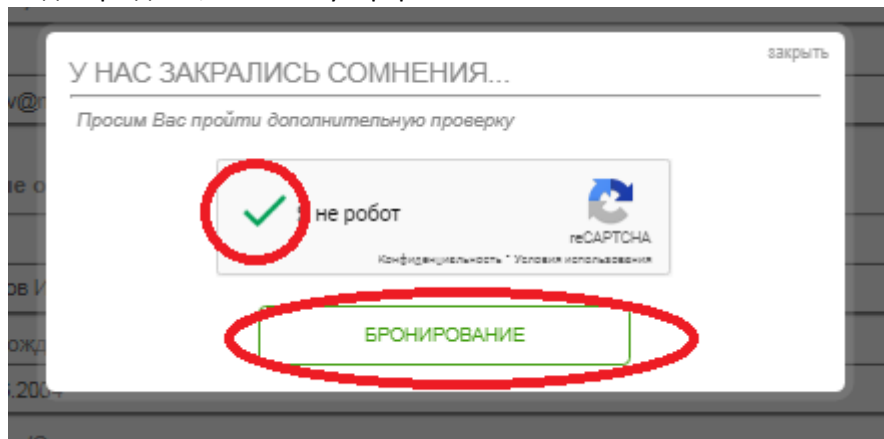 закрыть
У НАС ЗАКРАЛИСЬ СОМНЕНИЯ...
Просим Вас пройти дополнительную проверку
не робот
reCAPTCHA
Конфиденциальность * Условия использования
БРОНИРОВАНИЕ